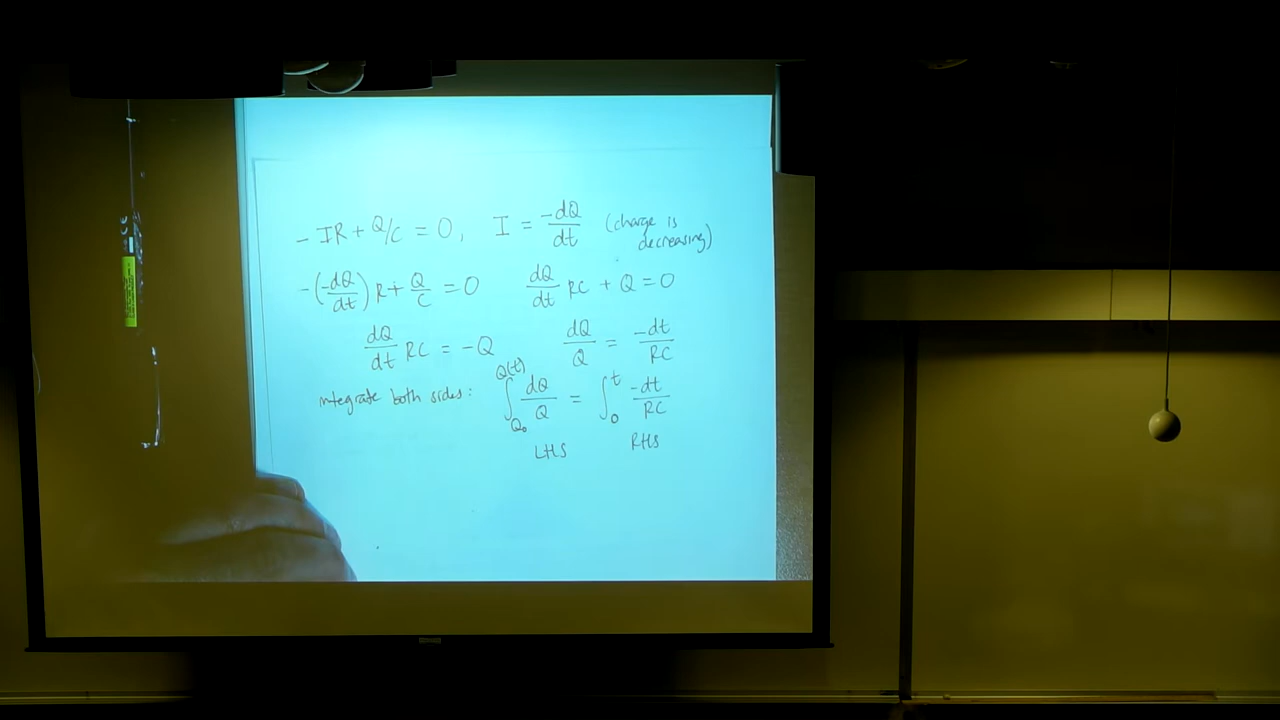 - IR + Q/C = 0, I = -dQ/dt (charge is decreasing)
-(-dQ/dt)R + Q/C = 0 dQ/dt RC + Q = 0
dQ/dt RC = -Q dQ/Q = -dt/RC
integrate both sides: ∫_{Q₀}^{Q(t)} dQ/Q = ∫_0^t -dt/RC
LHS RHS